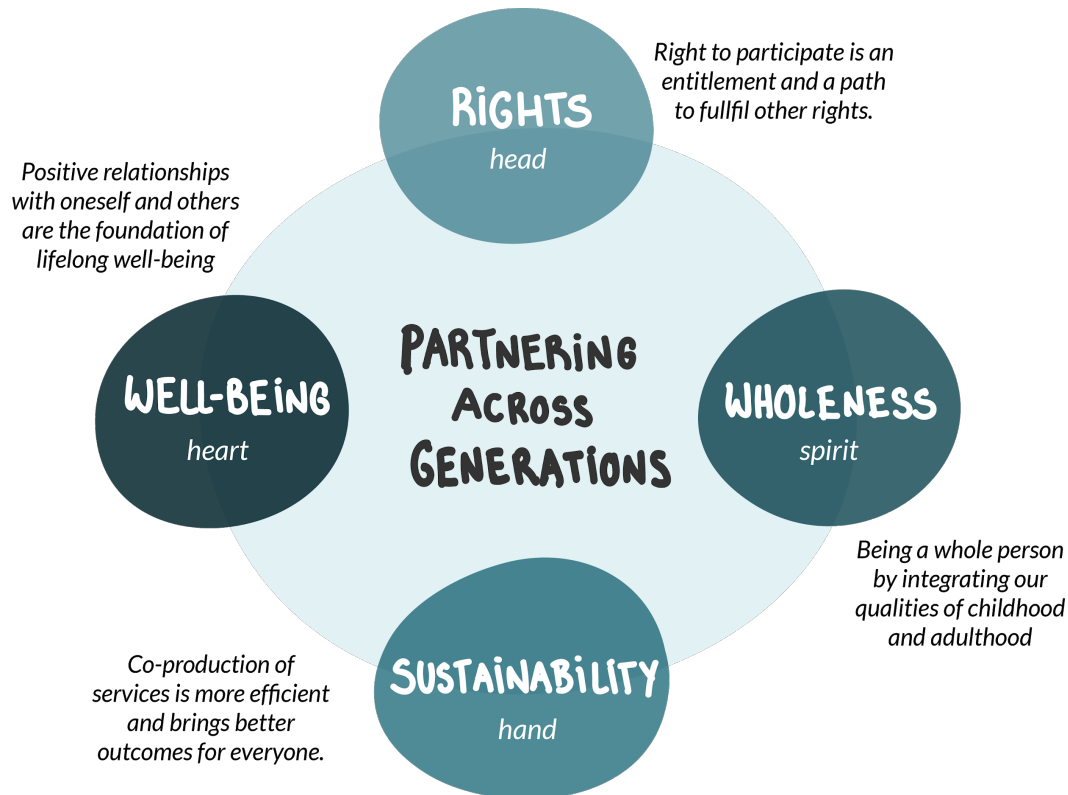 RiGHTS
head
Right to participate is an
entitlement and a path
to fullfil other rights.
Positive relationships
with oneself and others
are the foundation of
lifelong well-being
WELL-BEiNG
heart
PARTNERiNG
ACROSS
GENERATiONS
WHOLENESS
spirit
Being a whole person
by integrating our
qualities of childhood
and adulthood
SUSTAiNABiLiTY
hand
Co-production of
services is more efficient
and brings better
outcomes for everyone.